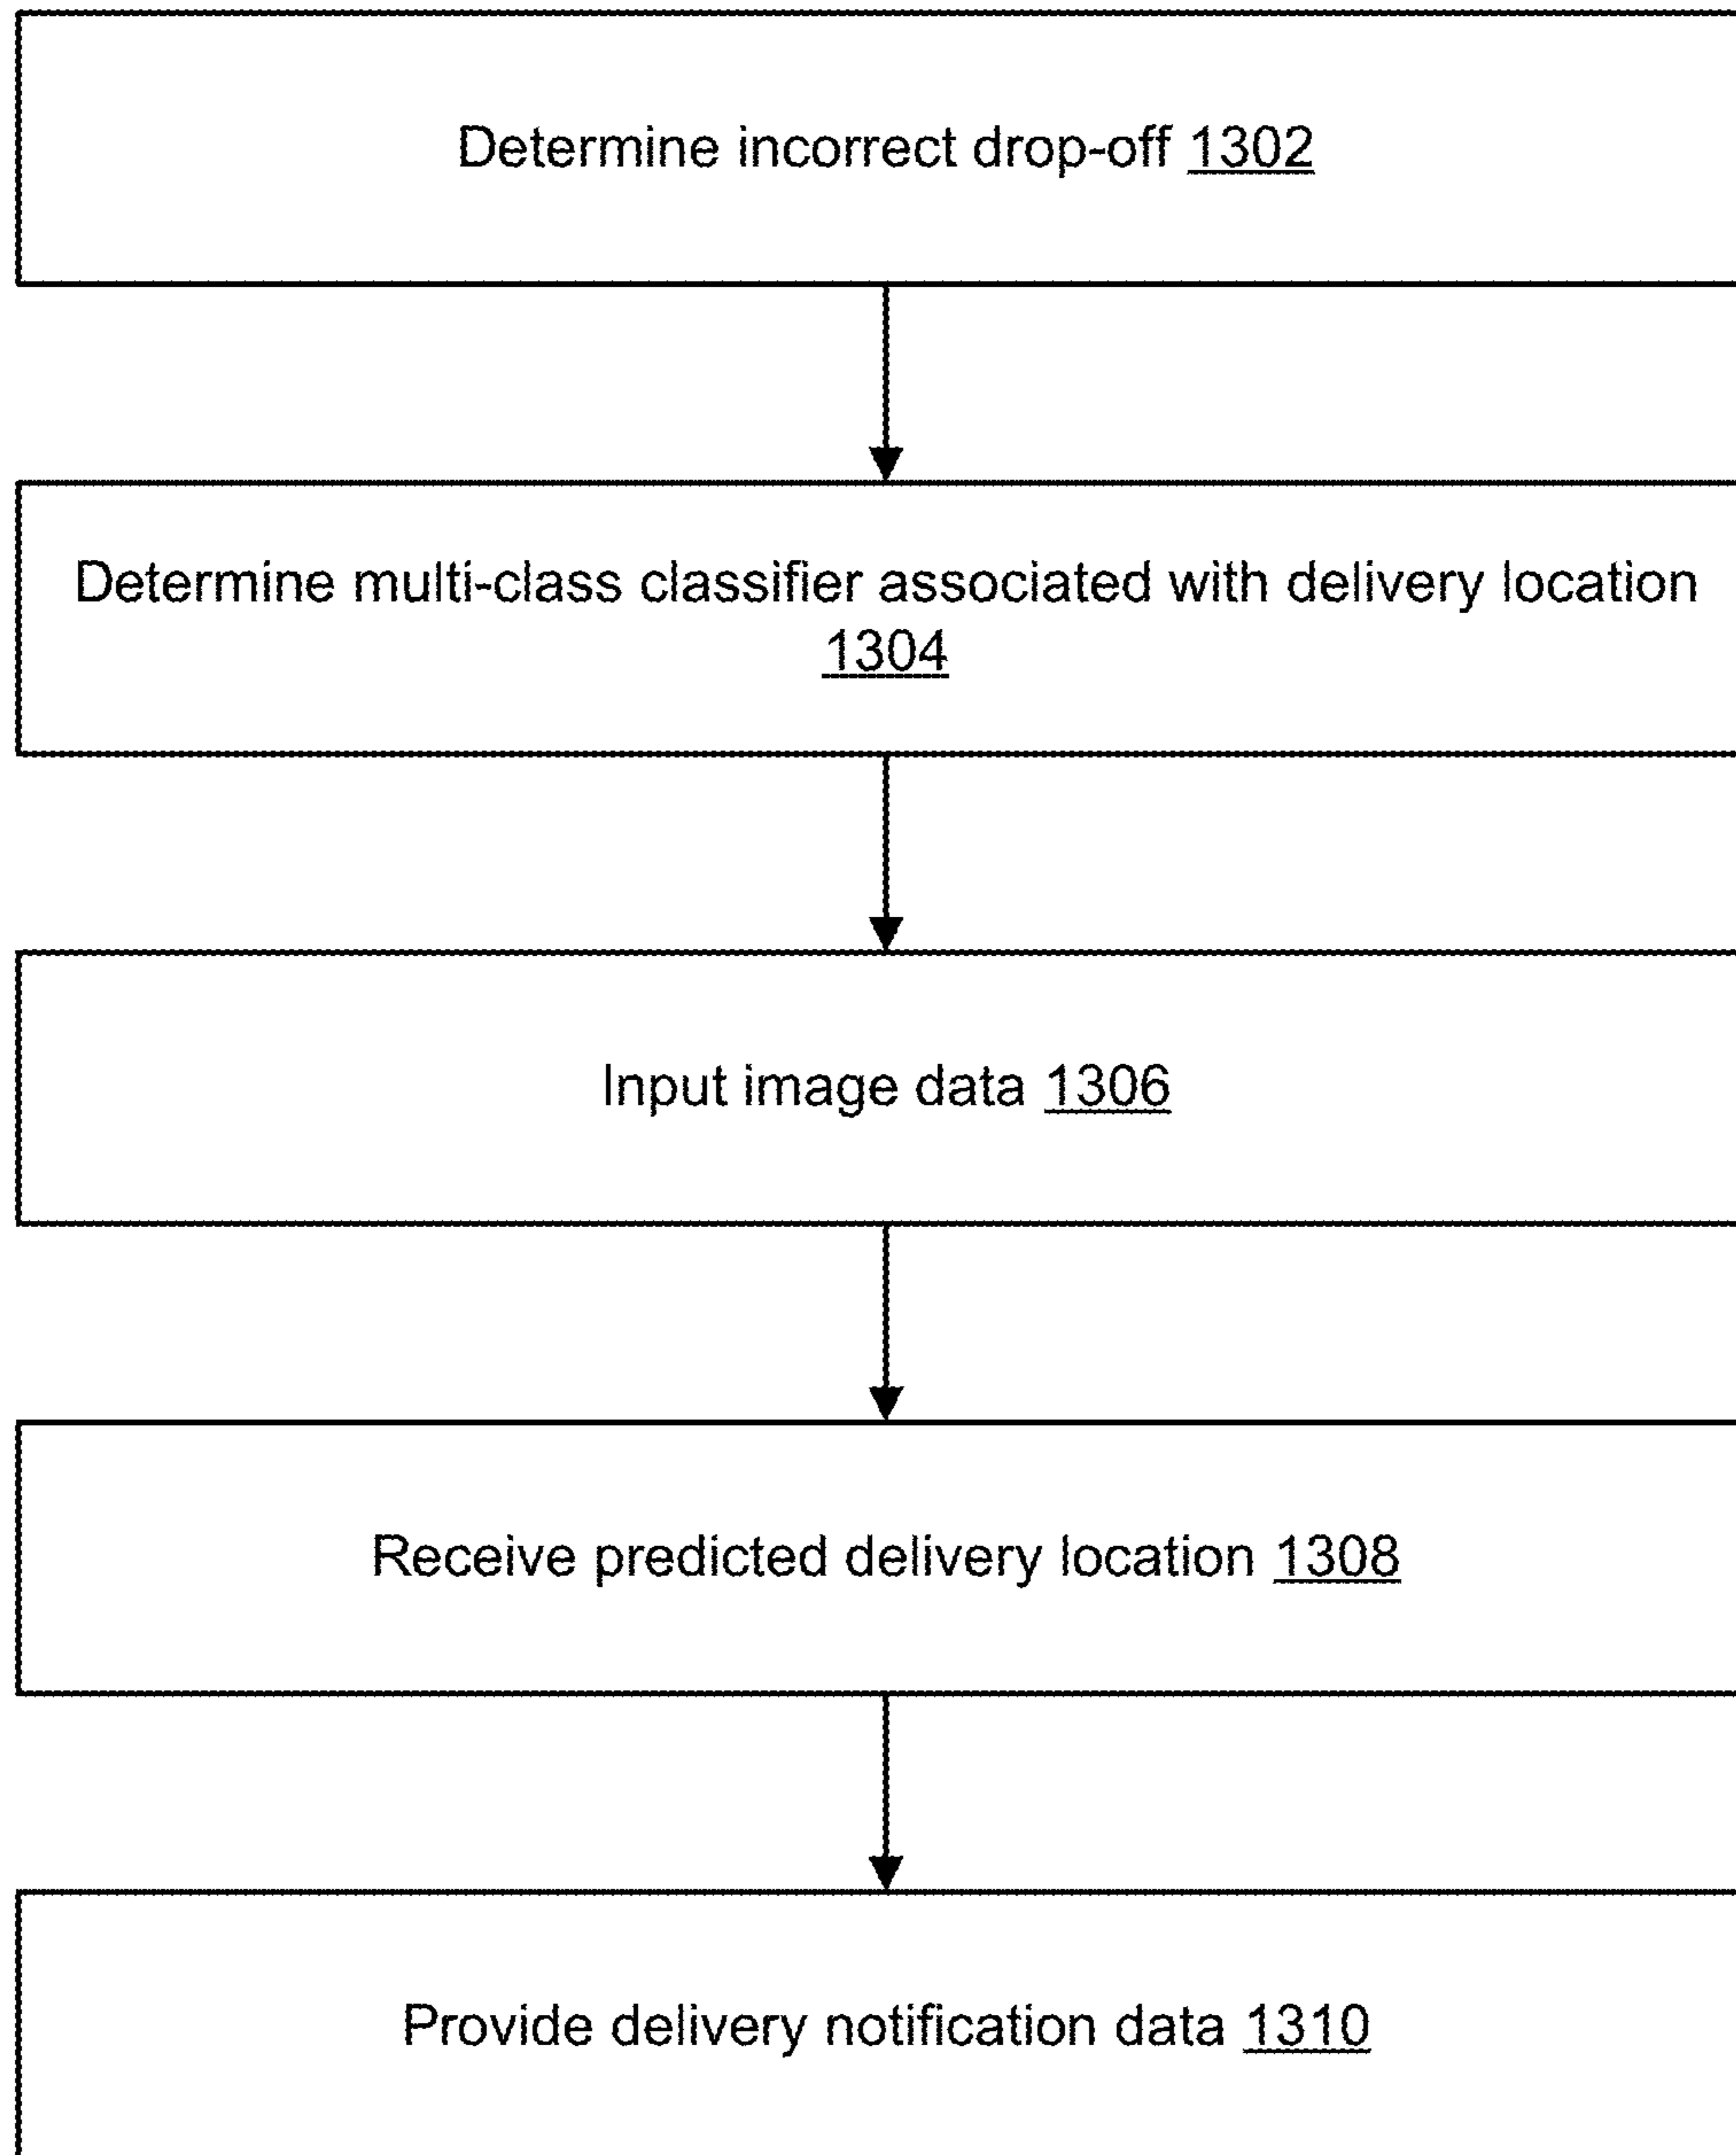 Determine incorrect drop-off 1302
Determine multi-class classifier associated with delivery location
1304
Input image data 1306
Receive predicted delivery location 1308
Provide delivery notification data 1310